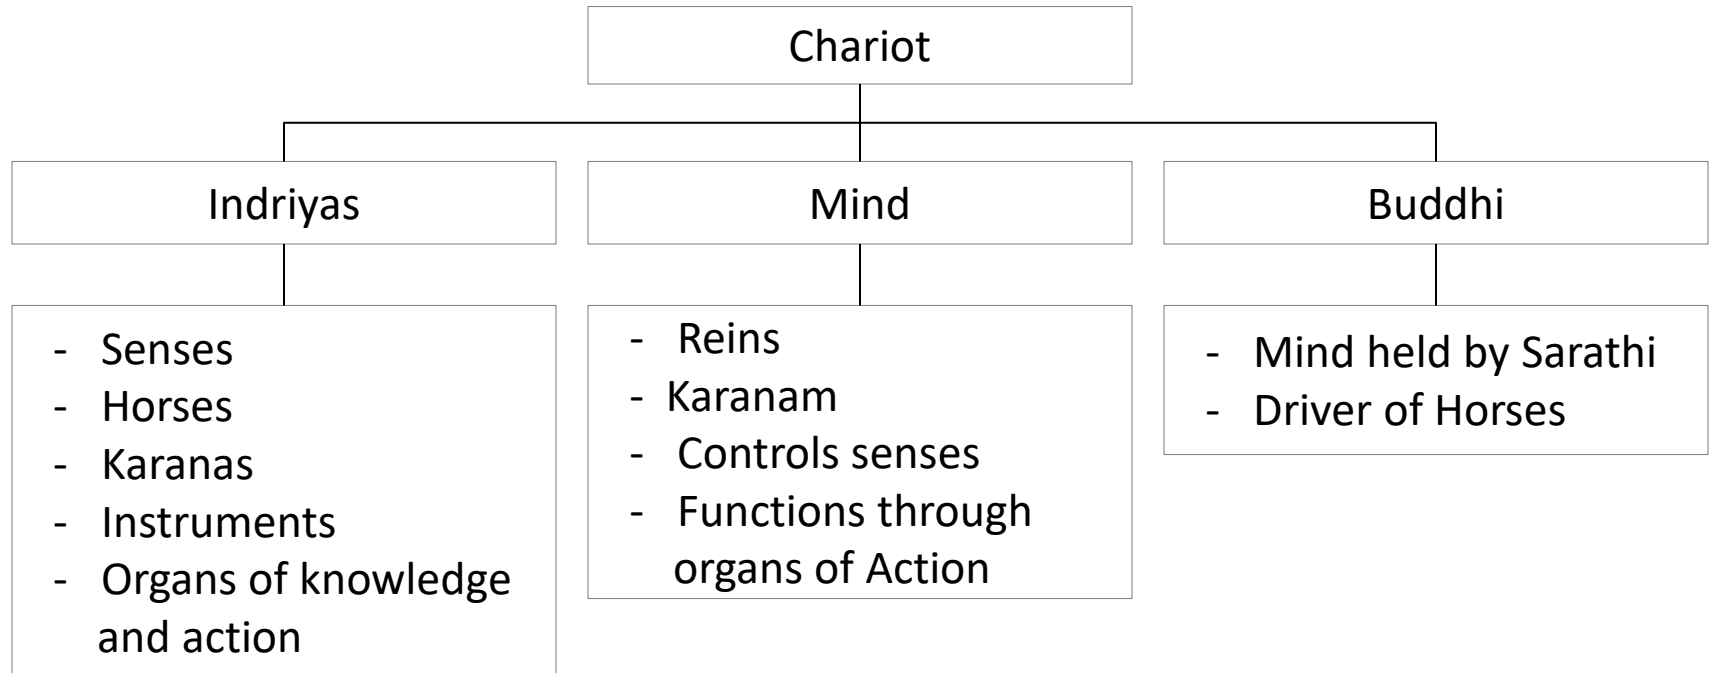 Chariot
Indriyas
Mind
Buddhi
- Senses
- Horses
- Karanas
- Instruments
- Organs of knowledge
and action
- Reins
- Karanam
- Controls senses
- Functions through
organs of Action
- Mind held by Sarathi
- Driver of Horses